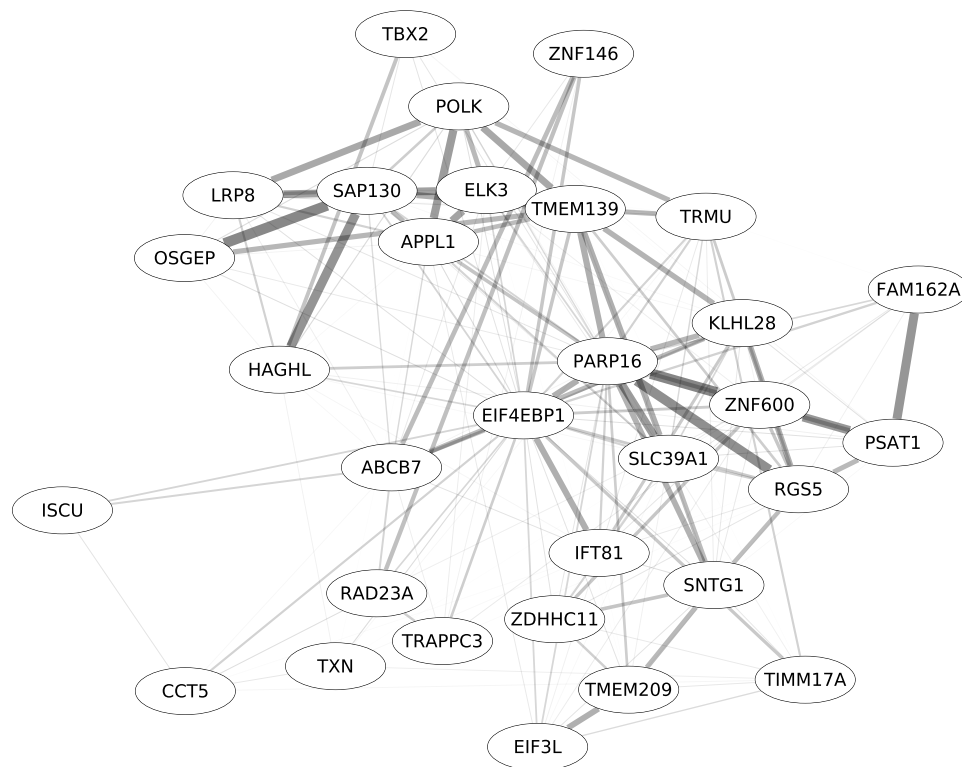 TBX2
ZNF146
POLK
LRP8
SAP130
ELK3
TMEM139
TRMU
APPL1
OSGEP
FAM162A
KLHL28
HAGHL
PARP16
ZNF600
EIF4EBP1
PSAT1
ABCB7
SLC39A1
RGS5
ISCU
IFT81
SNTG1
RAD23A
ZDHHC11
TRAPPC3
TXN
CCT5
TMEM209
TIMM17A
EIF3L